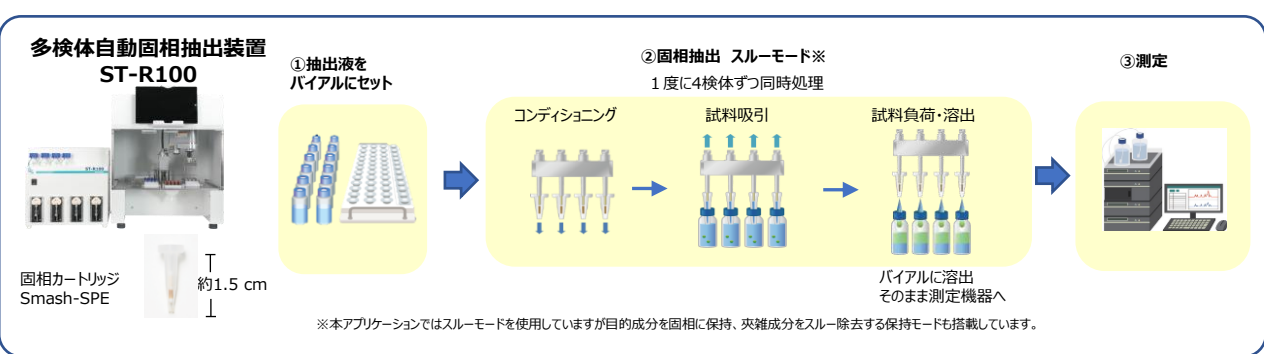 多検体自動固相抽出装置
ST-R100
ST-R100
固相カートリッジ
Smash-SPE
約1.5 cm
①抽出液を
バイアルにセット
②固相抽出 スルーモード※
１度に4検体ずつ同時処理
コンディショニング
試料吸引
試料負荷・溶出
バイアルに溶出
そのまま測定機器へ
③測定
※本アプリケーションではスルーモードを使用していますが目的成分を固相に保持、夾雑成分をスルー除去する保持モードも搭載しています。